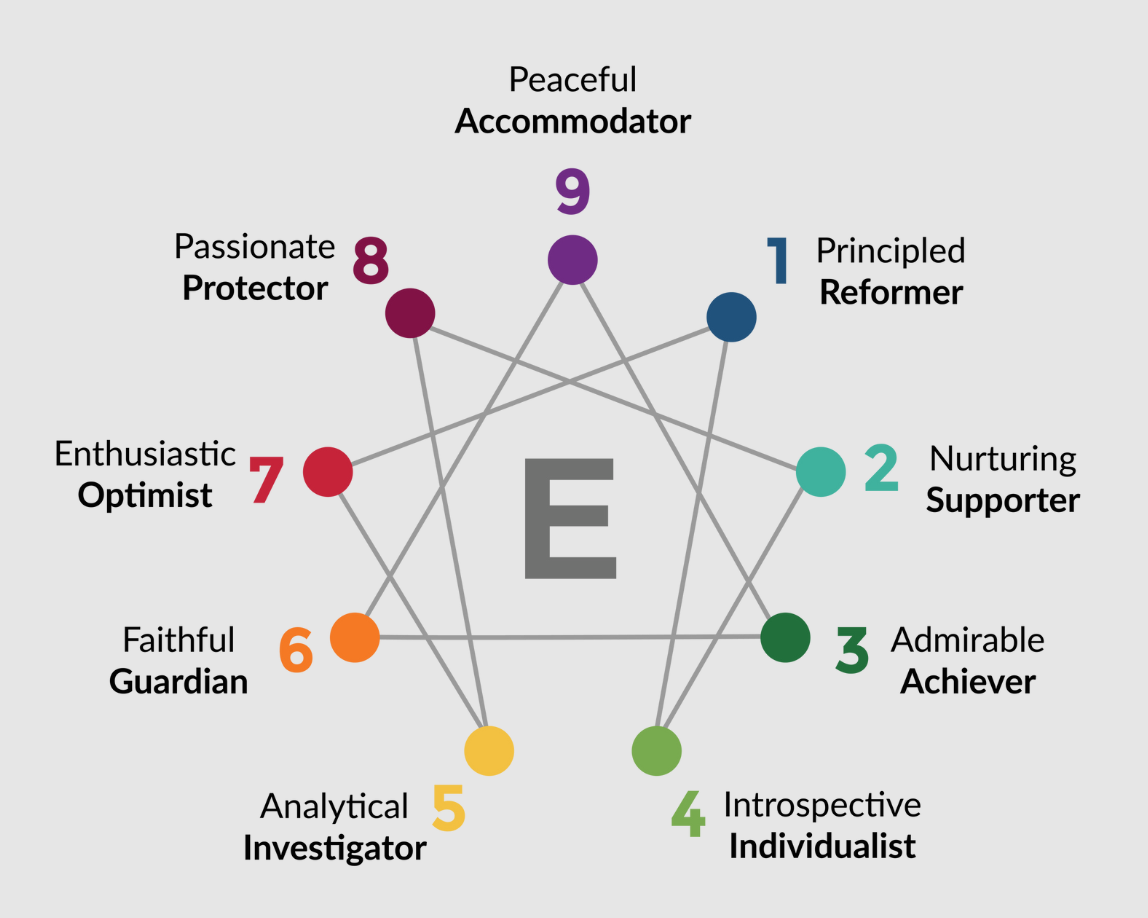 Peaceful
Accommodator
9
Passionate
Protector
8
1
Principled
Reformer
Enthusiastic
Optimist
7
E
2
Nurturing
Supporter
Faithful
Guardian
6
3
Admirable
Achiever
Analytical
Investigator
5
4
Introspective
Individualist